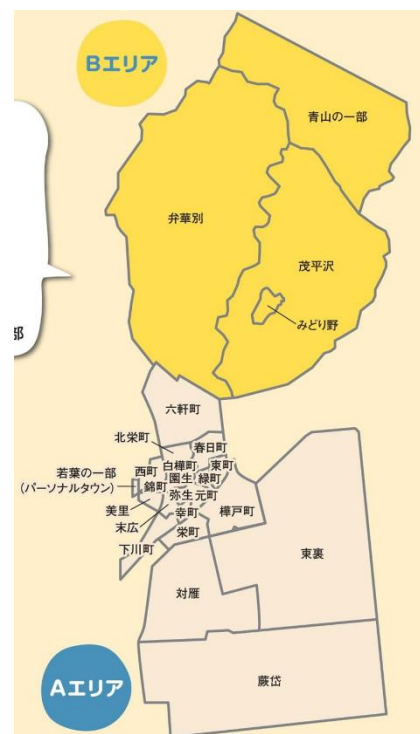 Bエリア
青山の一部
弁華別
茂平沢
みどり野
部
六軒町
北栄町
春日町
若葉の一部
(パーソナルタウン)
西町
白樺町
東町
園生
緑町
錦町
弥生
元町
美里
幸町
樺戸町
末広
栄町
下川町
東裏
対雁
蕨岱
Aエリア